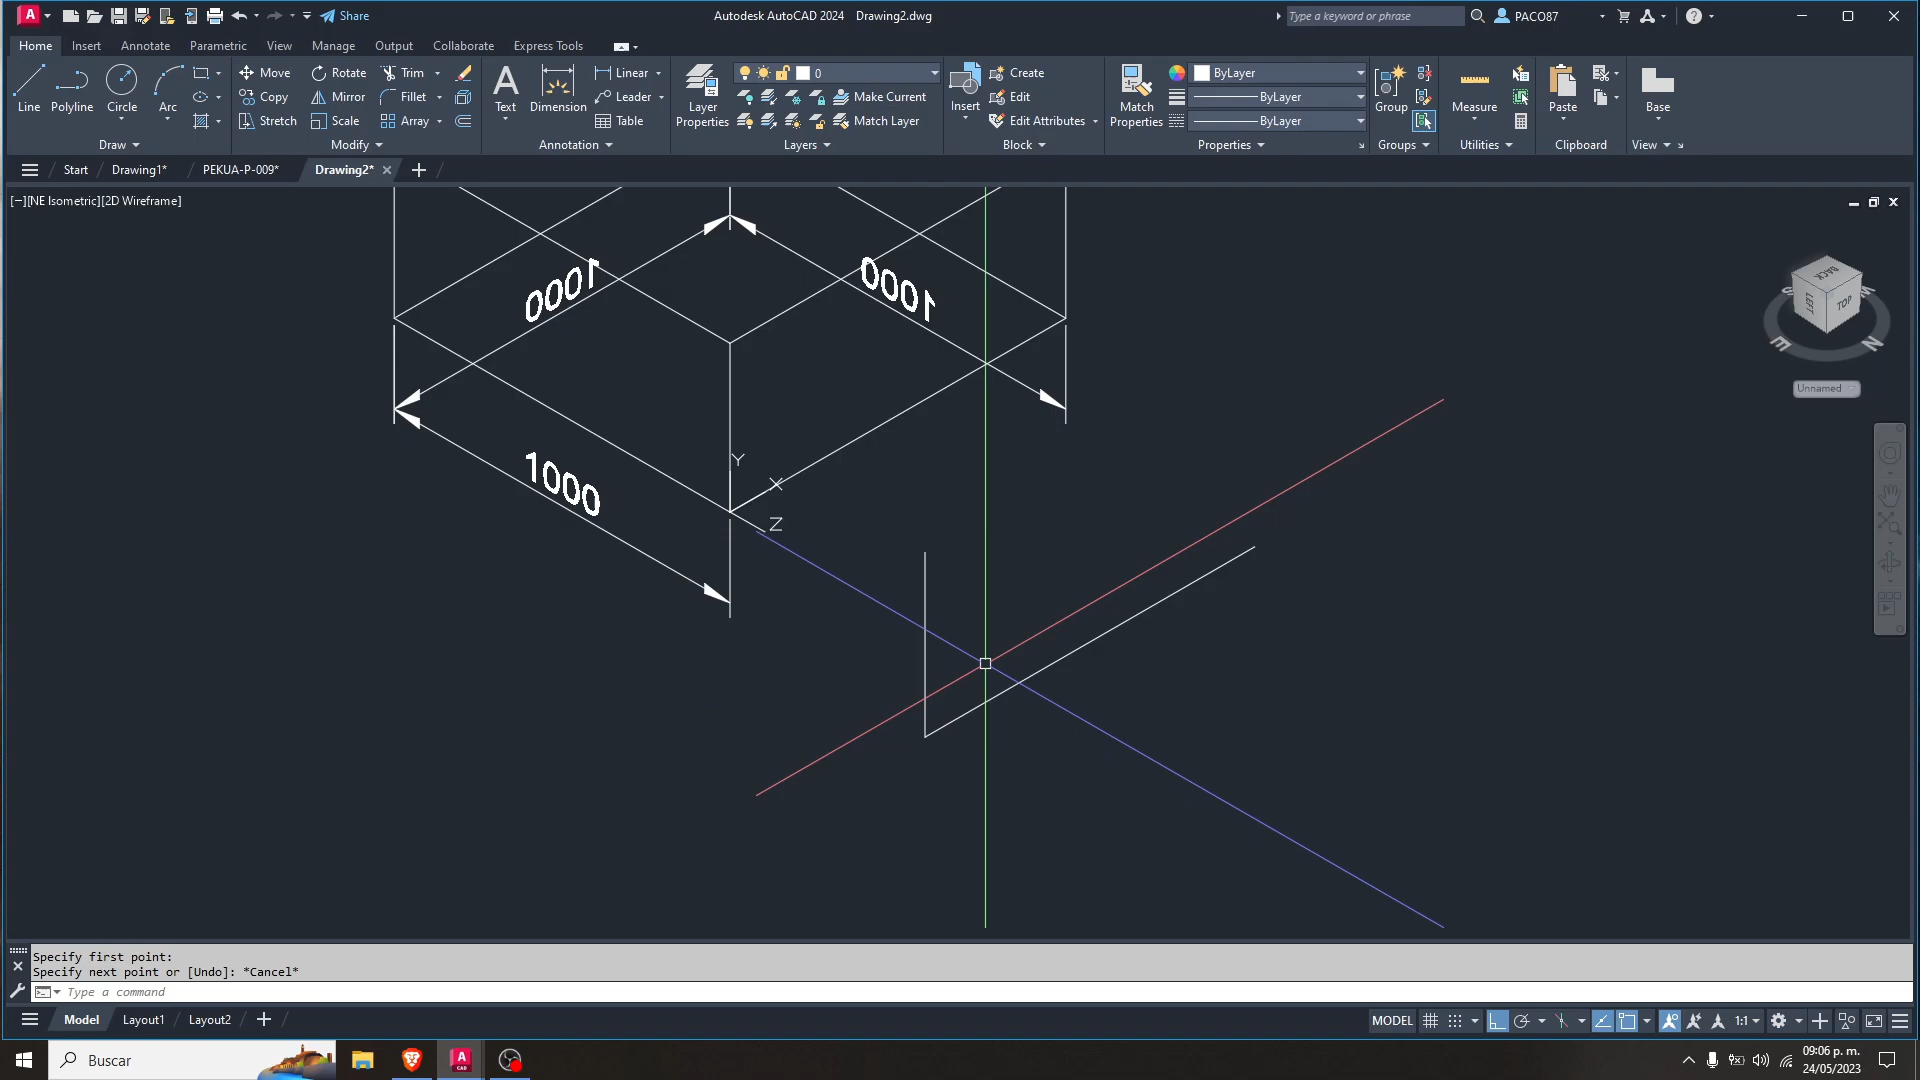 Share
Autodesk AutoCAD 2024 Drawing2.dwg
Type a keyword or phrase
PACO87
Home Insert Annotate Parametric View Manage Output Collaborate Express Tools
Line Polyline Circle Arc
Draw
Move Rotate Trim
Copy Mirror Fillet
Stretch Scale Array
Modify
Text Dimension
Linear
Leader
Table
Annotation
Layer Properties
0
Make Current
Match Layer
Layers
Insert
Create
Edit
Edit Attributes
Block
Match Properties
ByLayer
ByLayer
ByLayer
Properties
Group
Groups
Measure
Utilities
Paste
Clipboard
Base
View
Start Drawing1* PEKUA-P-009* Drawing2*
[−][NE Isometric][2D Wireframe]
BACK
LEFT
TOP
S W
E N
Unnamed
1000
1000
1000
Y
X
Z
Specify first point:
Specify next point or [Undo]: *Cancel*
Type a command
Model Layout1 Layout2
MODEL
1:1
Buscar
09:06 p. m.
24/05/2023